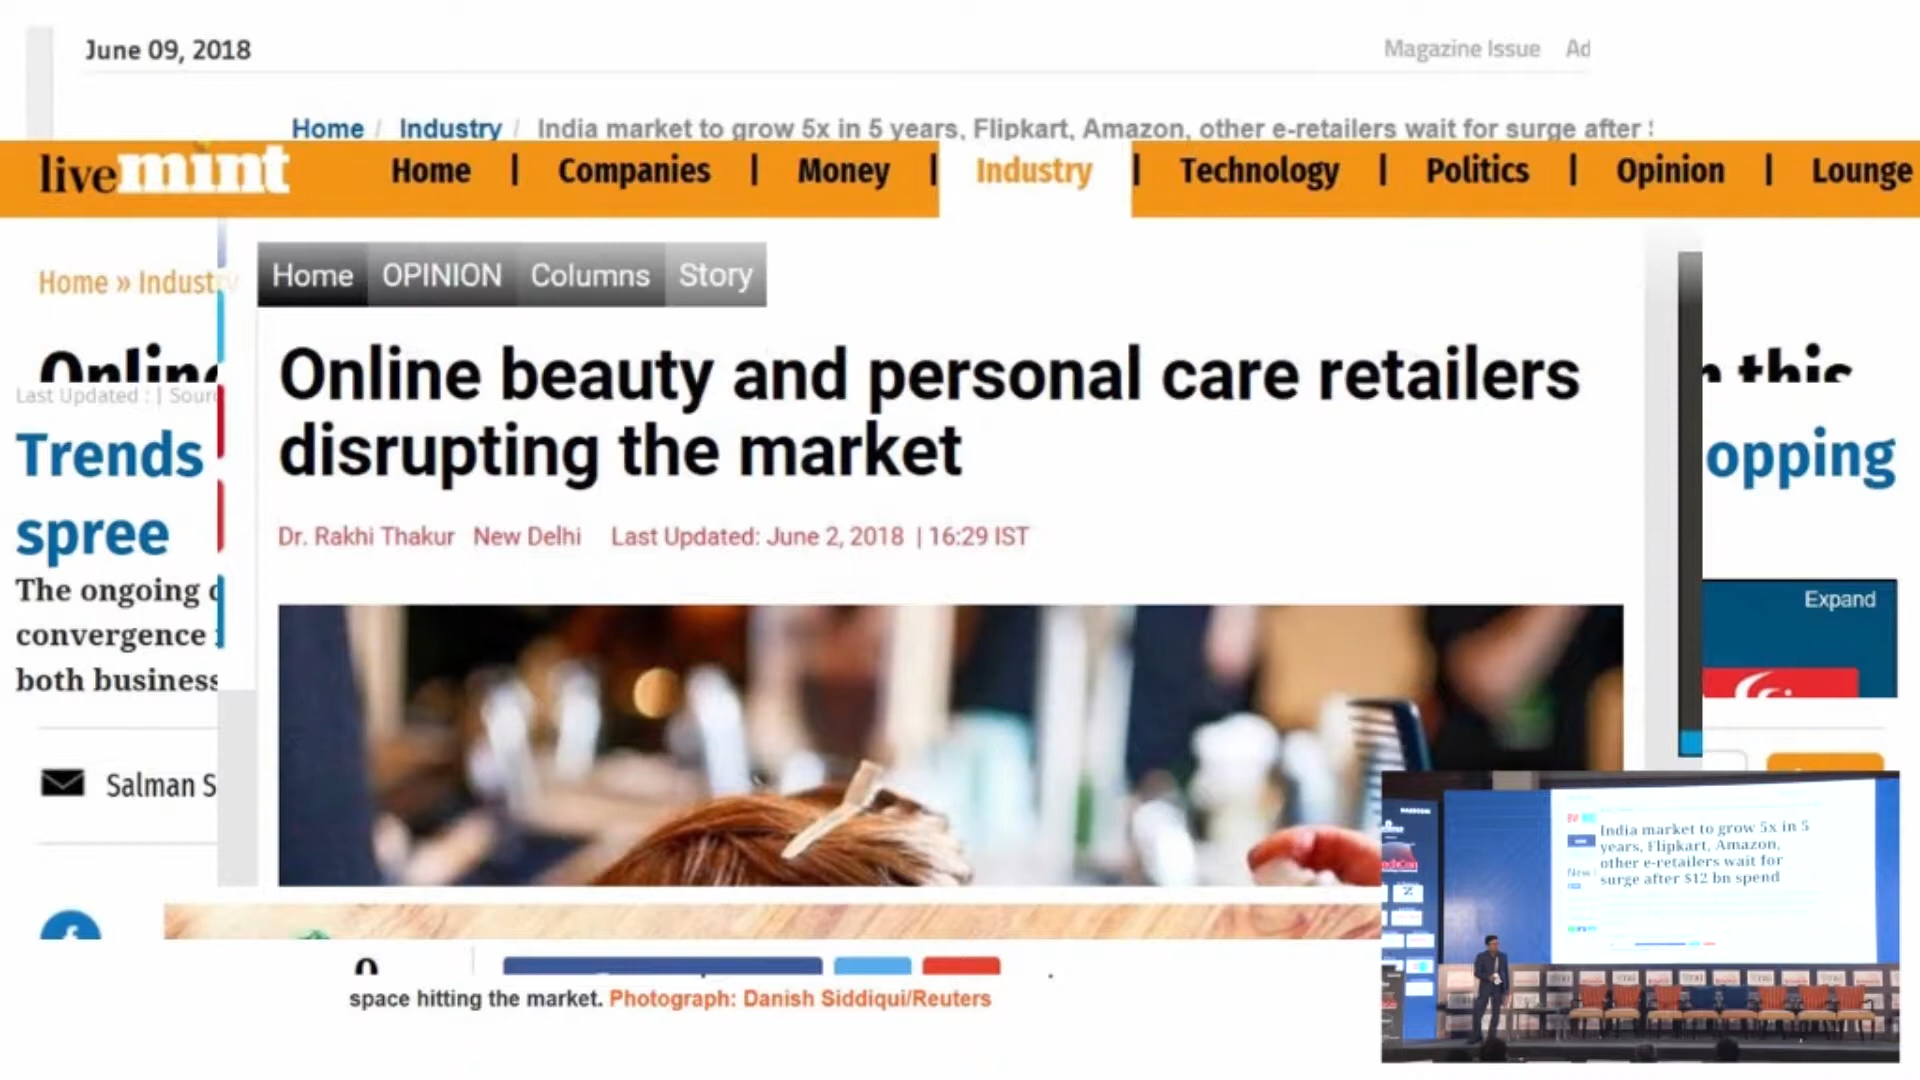 June 09, 2018
Magazine Issue
Home / Industry / India market to grow 5x in 5 years, Flipkart, Amazon, other e-retailers wait for surge after
livemint
Home | Companies | Money | Industry | Technology | Politics | Opinion | Lounge
Home » Industry
Home OPINION Columns Story
Online
n this
Online beauty and personal care retailers
disrupting the market
Last Updated : |
Trends
opping
spree
Dr. Rakhi Thakur New Delhi Last Updated: June 2, 2018 | 16:29 IST
The ongoing
convergence
both business
Expand
Salman S
space hitting the market. Photograph: Danish Siddiqui/Reuters
India market to grow 5x in 5
years, Flipkart, Amazon,
other e-retailers wait for
surge after $12 bn spend